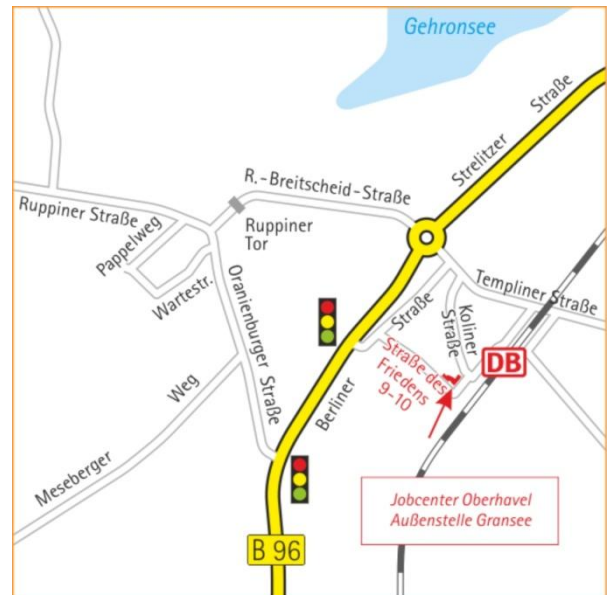 Gehronsee
Strelitzer Straße
R.-Breitscheid-Straße
Ruppiner Straße
Ruppiner
Tor
Pappelweg
Wartestr.
Oranienburger Straße
Templiner Straße
Koliner
Straße
Berliner Straße
Straße-des
Friedens
9-10
DB
Meseberger Weg
Jobcenter Oberhavel
Außenstelle Gransee
B 96